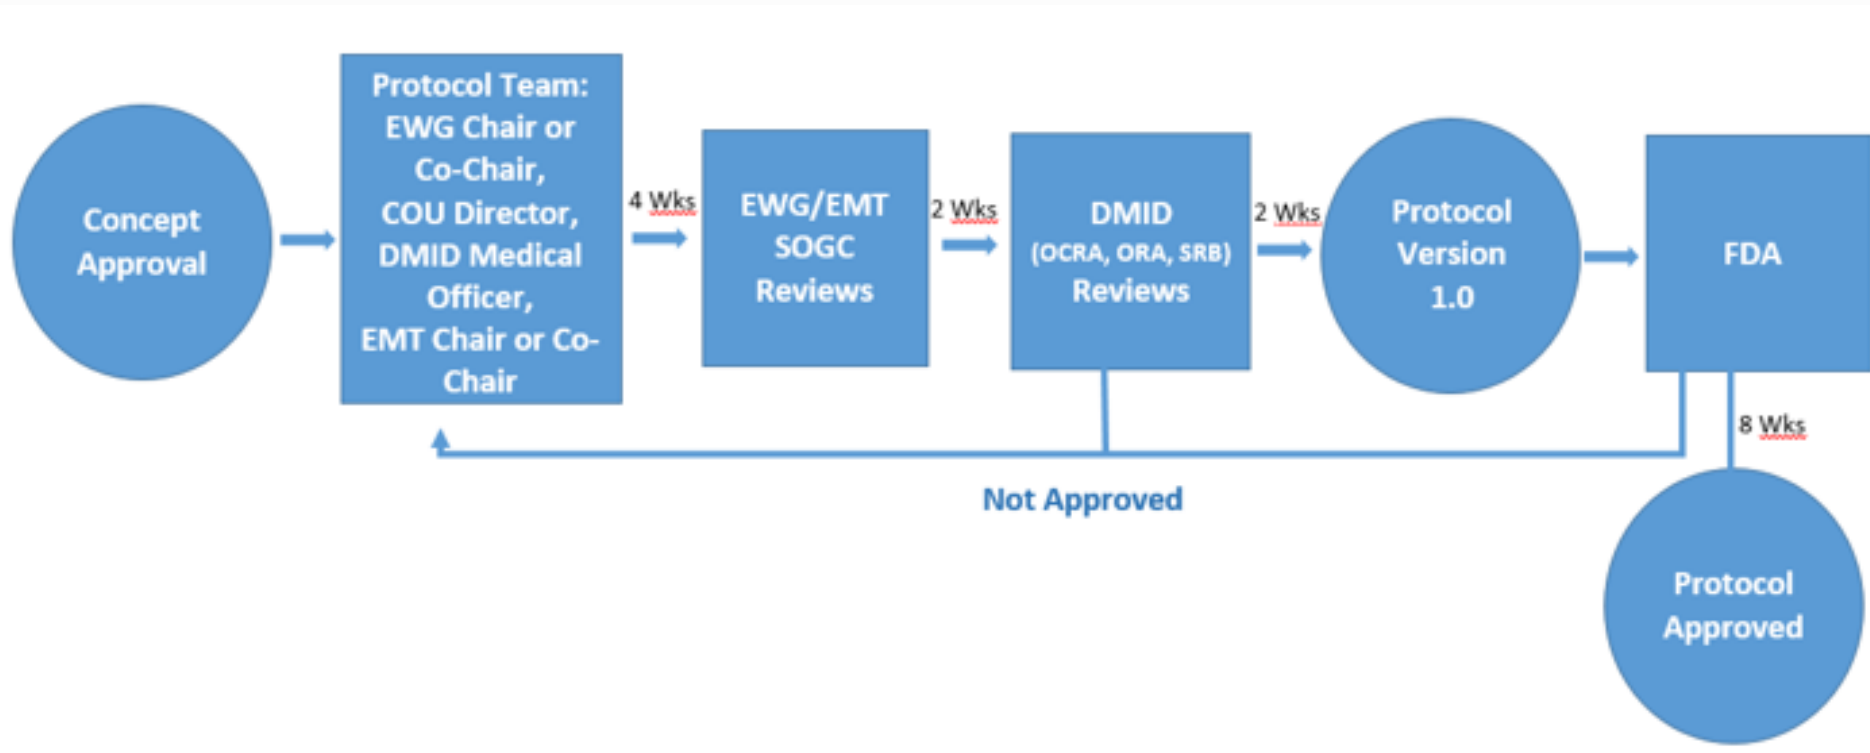 Concept
Approval
Protocol Team:
EWG Chair or
Co-Chair,
COU Director,
DMID Medical
Officer,
EMT Chair or Co-
Chair
4 Wks
EWG/EMT
SOGC
Reviews
2 Wks
DMID
(OCRA, ORA, SRB)
Reviews
2 Wks
Protocol
Version
1.0
FDA
8 Wks
Not Approved
Protocol
Approved